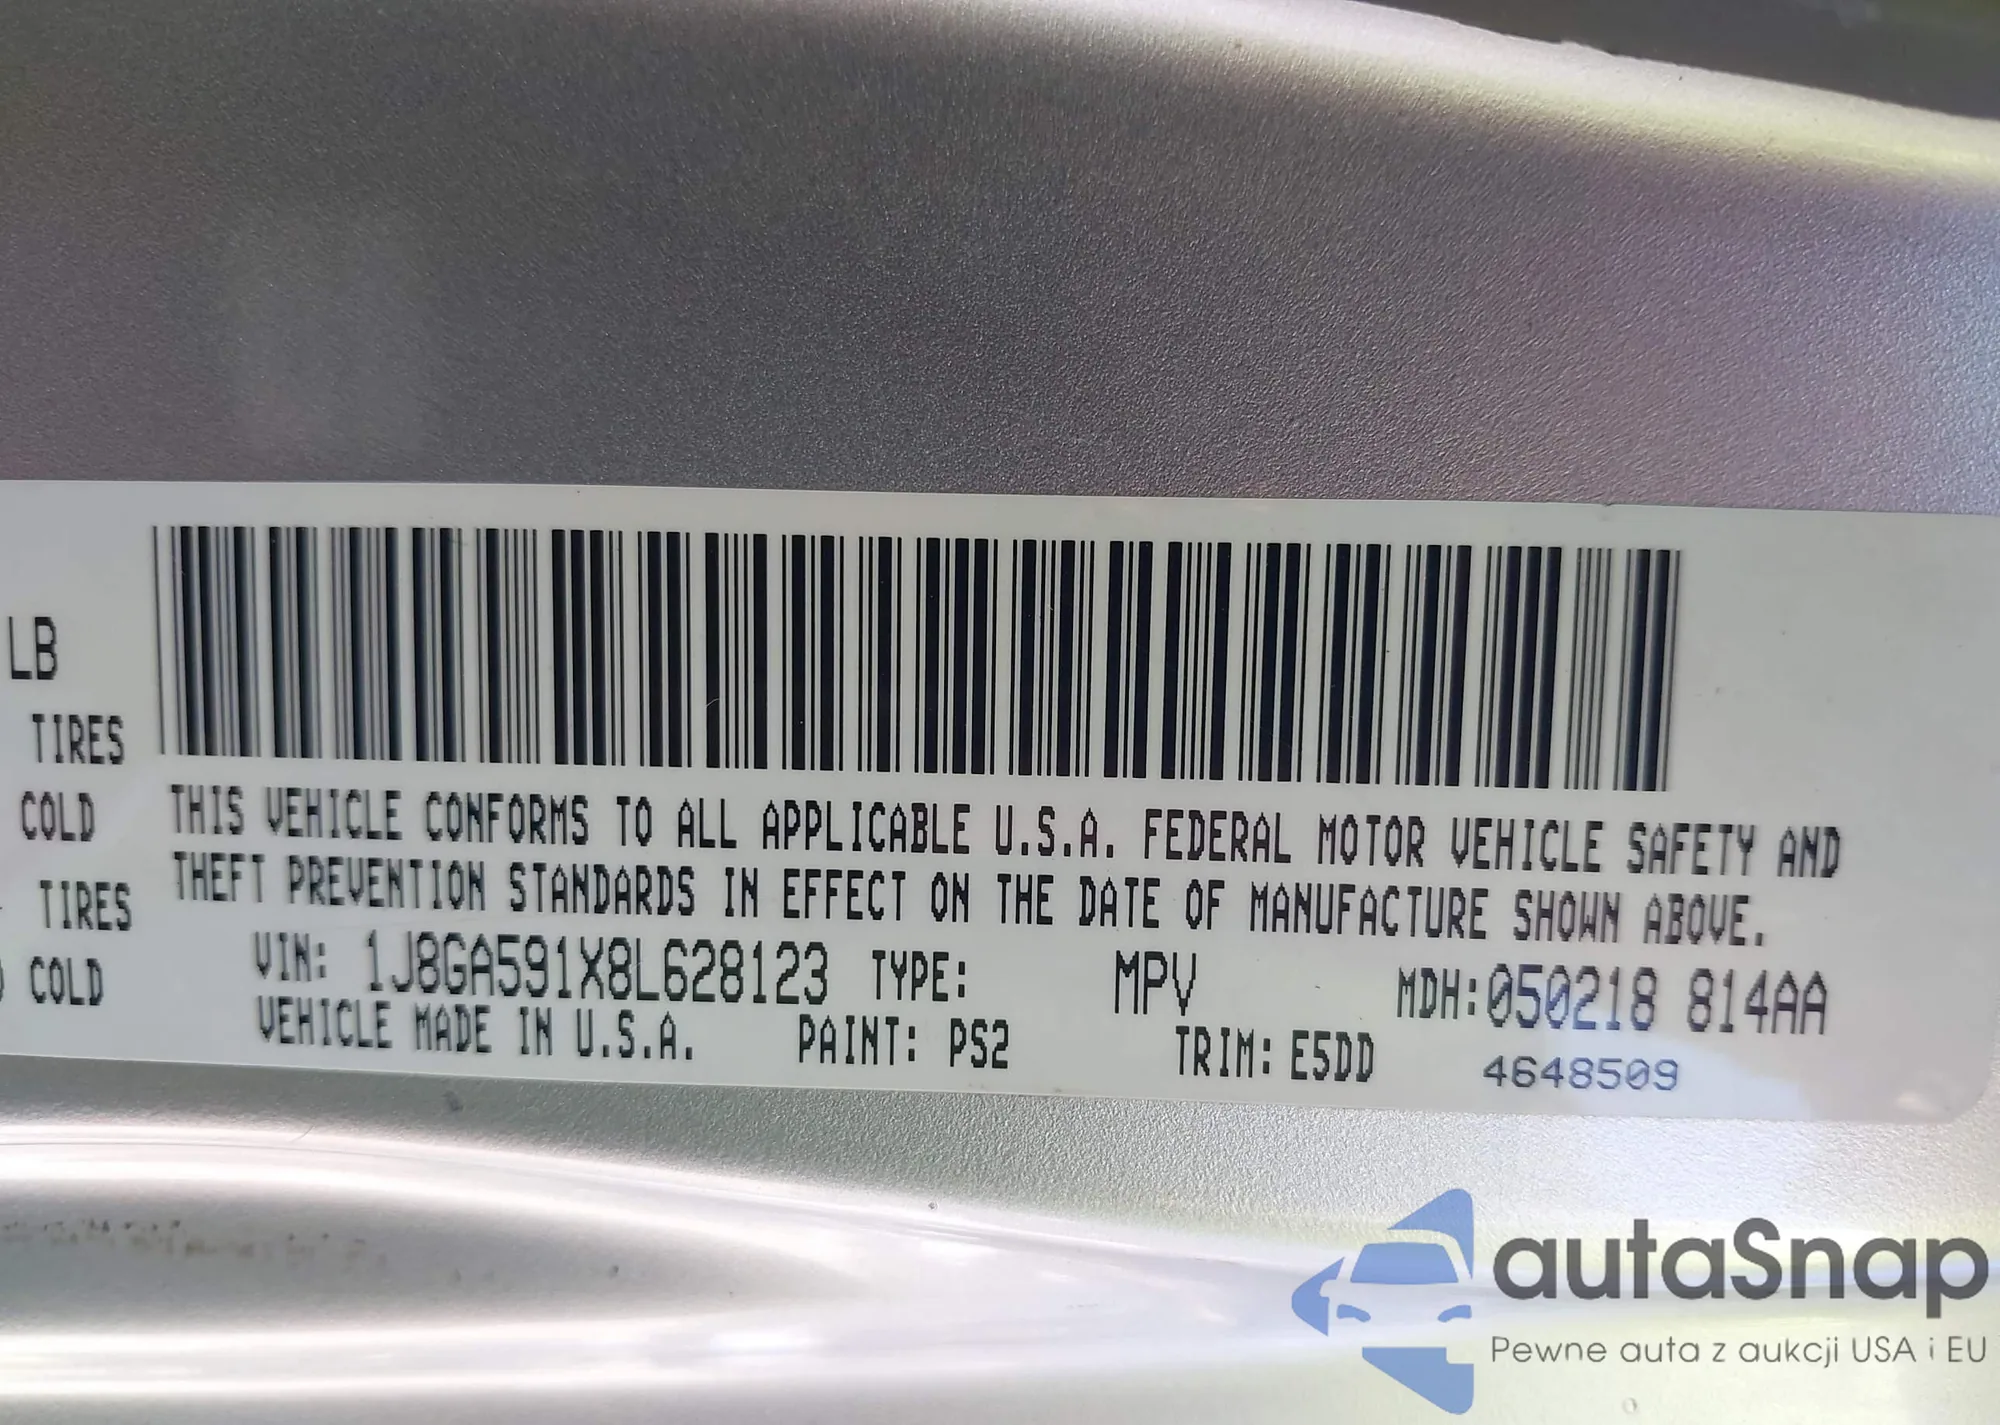 LB
TIRES
COLD
TIRES
COLD
THIS VEHICLE CONFORMS TO ALL APPLICABLE U.S.A. FEDERAL MOTOR VEHICLE SAFETY AND
THEFT PREVENTION STANDARDS IN EFFECT ON THE DATE OF MANUFACTURE SHOWN ABOVE.
VIN: 1J8GA591X8L628123 TYPE: MPV MDH:050218 814AA
VEHICLE MADE IN U.S.A. PAINT: PS2 TRIM: E5DD 4648509
autaSnap
Pewne auta z aukcji USA i EU